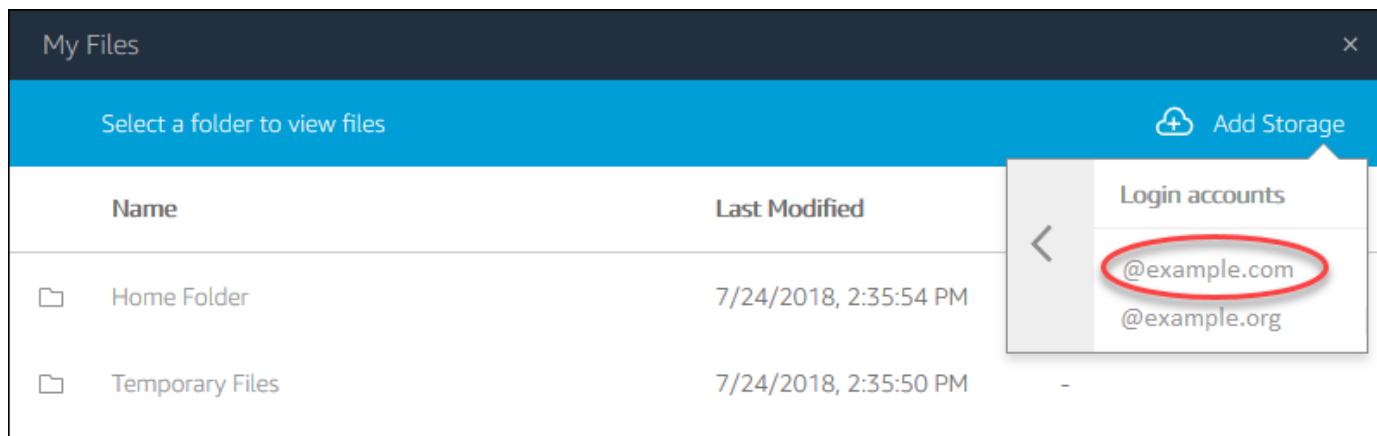 My Files ×
Select a folder to view files Add Storage
Login accounts
Name Last Modified
@example.com
Home Folder 7/24/2018, 2:35:54 PM
@example.org
Temporary Files 7/24/2018, 2:35:50 PM -